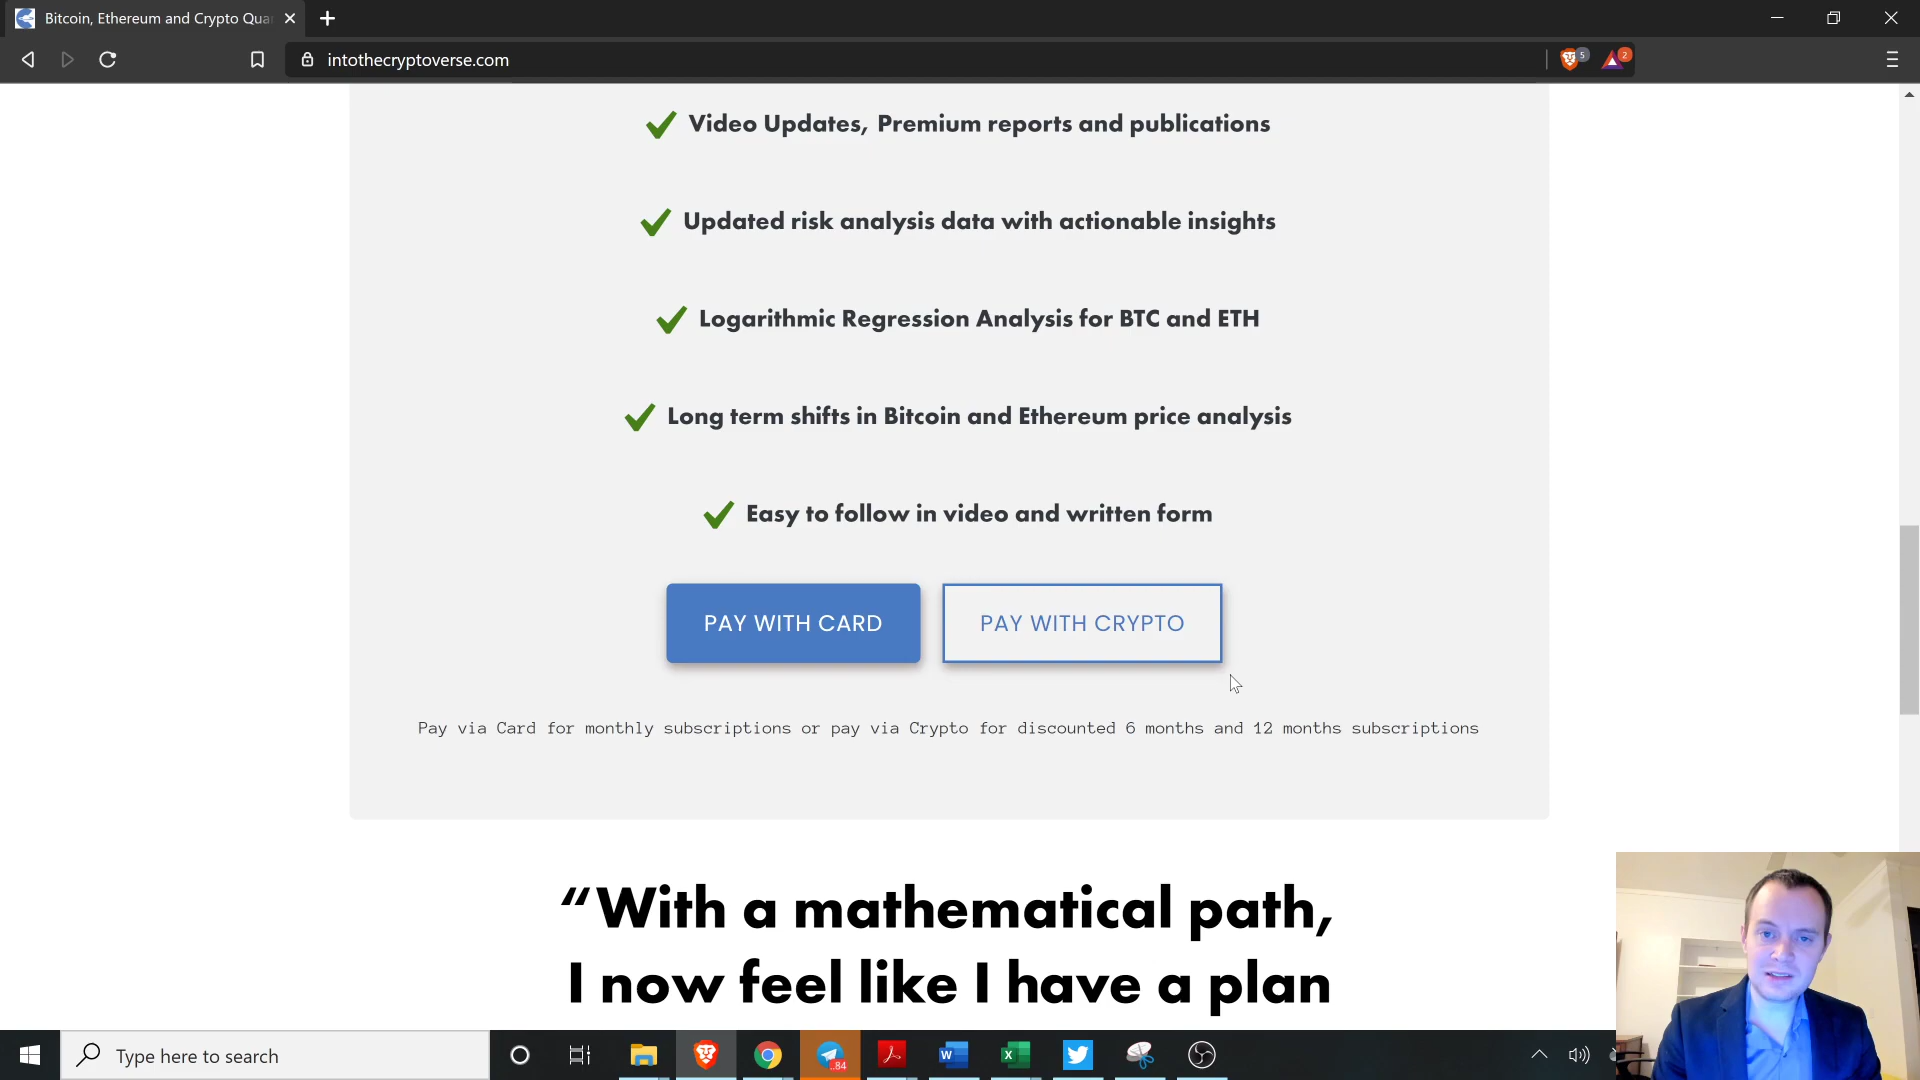 Bitcoin, Ethereum and Crypto Qua
intothecryptoverse.com
5
2
Video Updates, Premium reports and publications
Updated risk analysis data with actionable insights
Logarithmic Regression Analysis for BTC and ETH
Long term shifts in Bitcoin and Ethereum price analysis
Easy to follow in video and written form
PAY WITH CARD
PAY WITH CRYPTO
Pay via Card for monthly subscriptions or pay via Crypto for discounted 6 months and 12 months subscriptions
“With a mathematical path,
I now feel like I have a plan
Type here to search
..84
W
X